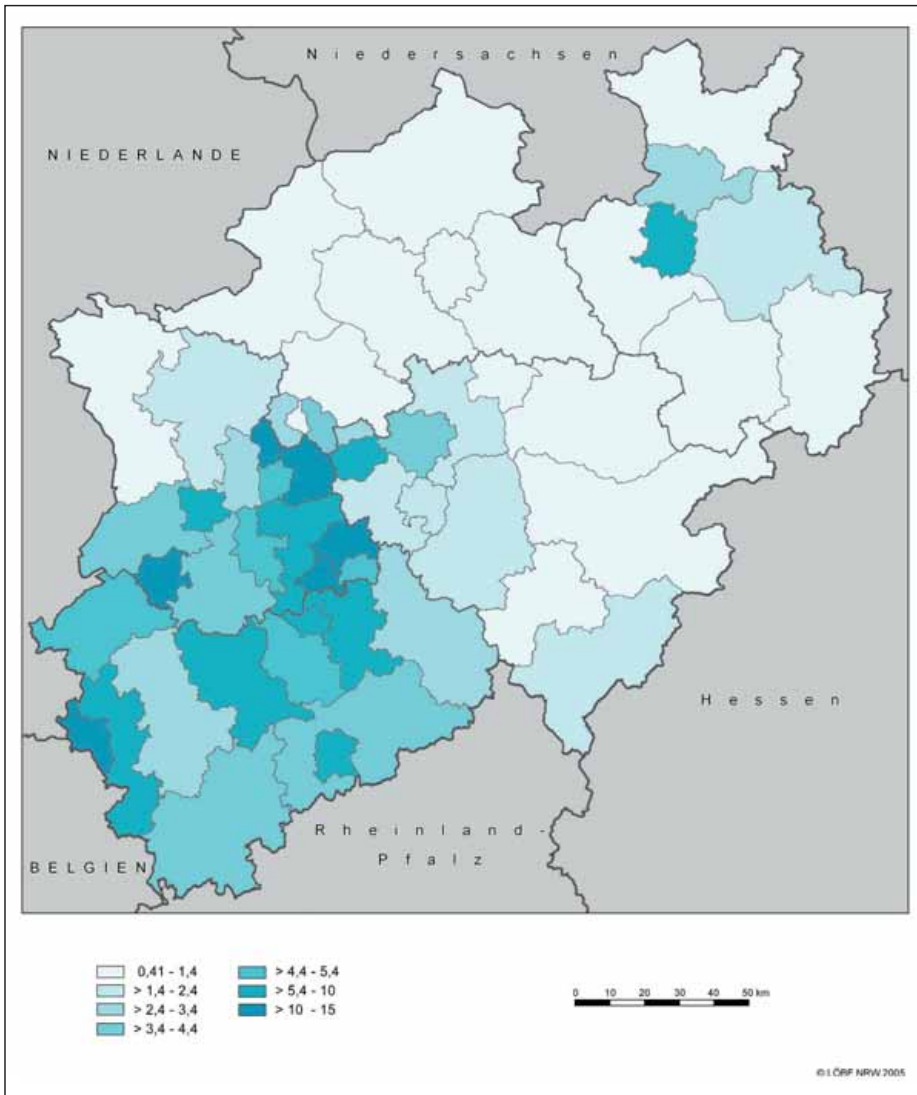 Niedersachsen
NIEDERLANDE
Hessen
Rheinland-
Pfalz
BELGIEN
0,41 - 1,4
> 1,4 - 2,4
> 2,4 - 3,4
> 3,4 - 4,4
> 4,4 - 5,4
> 5,4 - 10
> 10 - 15
0 10 20 30 40 50 km
© LÖBF NRW 2005